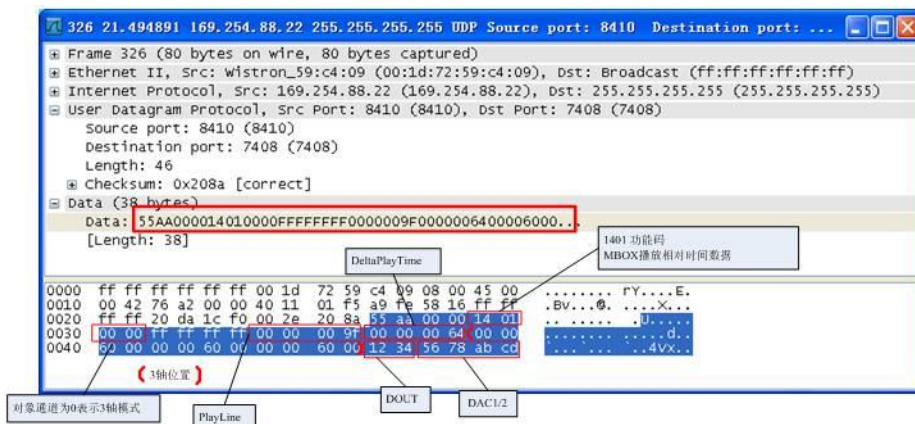 326 21.494891 169.254.88.22 255.255.255.255 UDP Source port: 8410 Destination port: ...
Frame 326 (80 bytes on wire, 80 bytes captured)
Ethernet II, Src: Wistron_59:c4:09 (00:1d:72:59:c4:09), Dst: Broadcast (ff:ff:ff:ff:ff:ff)
Internet Protocol, Src: 169.254.88.22 (169.254.88.22), Dst: 255.255.255.255 (255.255.255.255)
User Datagram Protocol, Src Port: 8410 (8410), Dst Port: 7408 (7408)
Source port: 8410 (8410)
Destination port: 7408 (7408)
Length: 46
Checksum: 0x208a [correct]
Data (38 bytes)
Data: 55AA000014010000FFFFFFFF0000009F0000006400006000...
[Length: 38]
1401 功能码
MBOX播放相对时间数据
DeltaPlayTime
0000 ff ff ff ff ff ff 00 1d 72 59 c4 09 08 00 45 00 ........ rY....E.
0010 00 42 76 a2 00 00 40 11 01 f5 a9 fe 58 16 ff ff .Bv...@. ....X...
0020 ff ff 20 da 1c f0 00 2e 20 8a 55 aa 00 00 14 01 .. ..... .U.....
0030 00 00 ff ff ff ff 00 00 00 9f 00 00 00 64 00 00 ........ .....d..
0040 60 00 00 00 60 00 00 00 60 00 12 34 56 78 ab cd `...`... `..4Vx..
(3轴位置)
对象通道为0表示3轴模式
PlayLine
DOUT
DAC1/2